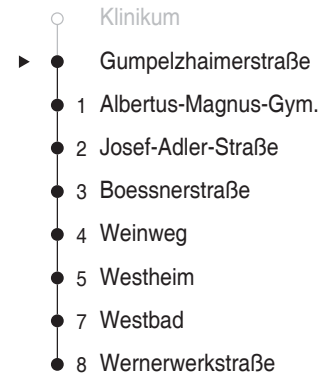 Klinikum
Gumpelzhaimerstraße
1 Albertus-Magnus-Gym.
2 Josef-Adler-Straße
3 Boessnerstraße
4 Weinweg
5 Westheim
7 Westbad
8 Wernerwerkstraße